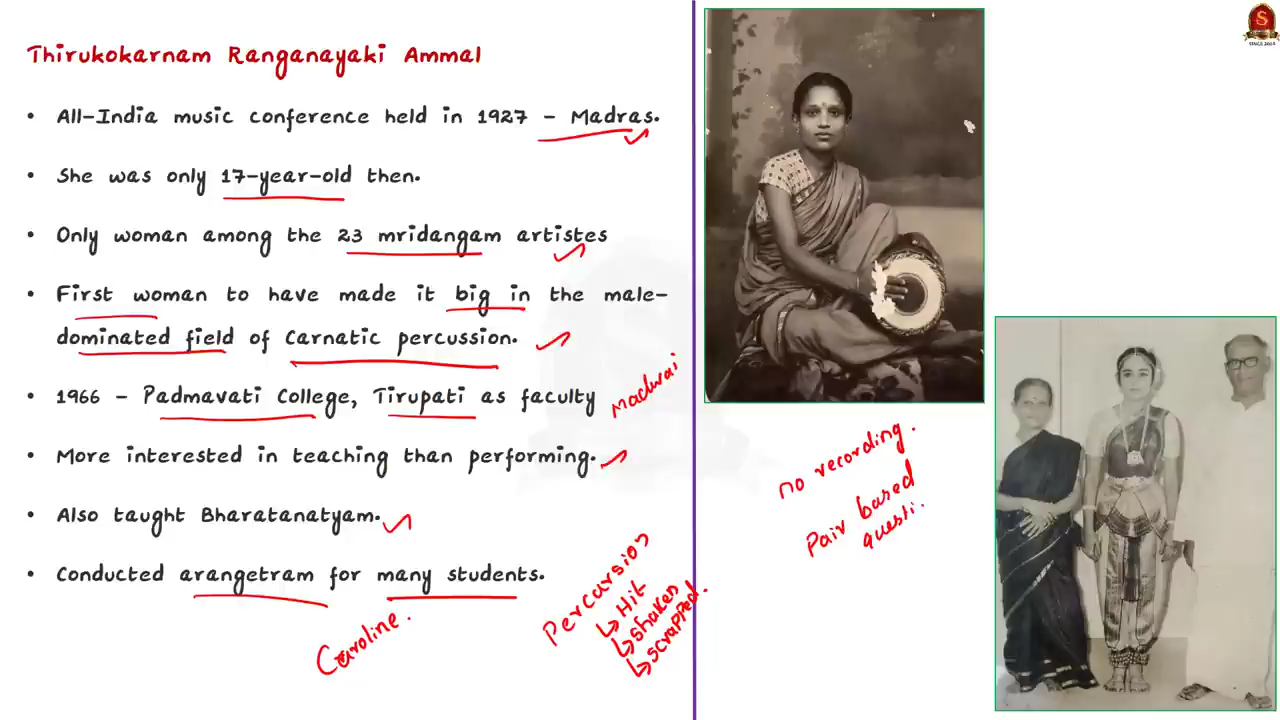 Thirukokarnam Ranganayaki Ammal
• All-India music conference held in 1927 - Madras.
• She was only 17-year-old then.
• Only woman among the 23 mridangam artistes
• First woman to have made it big in the male-
dominated field of Carnatic percussion.
• 1966 - Padmavati College, Tirupati as faculty
• More interested in teaching than performing.
• Also taught Bharatanatyam.
• Conducted arangetram for many students.
Caroline.
Percursion
↳ Hit
↳ shaken
↳ scrapped.
no recording.
Pair based
questi.
S
SINCE 2004